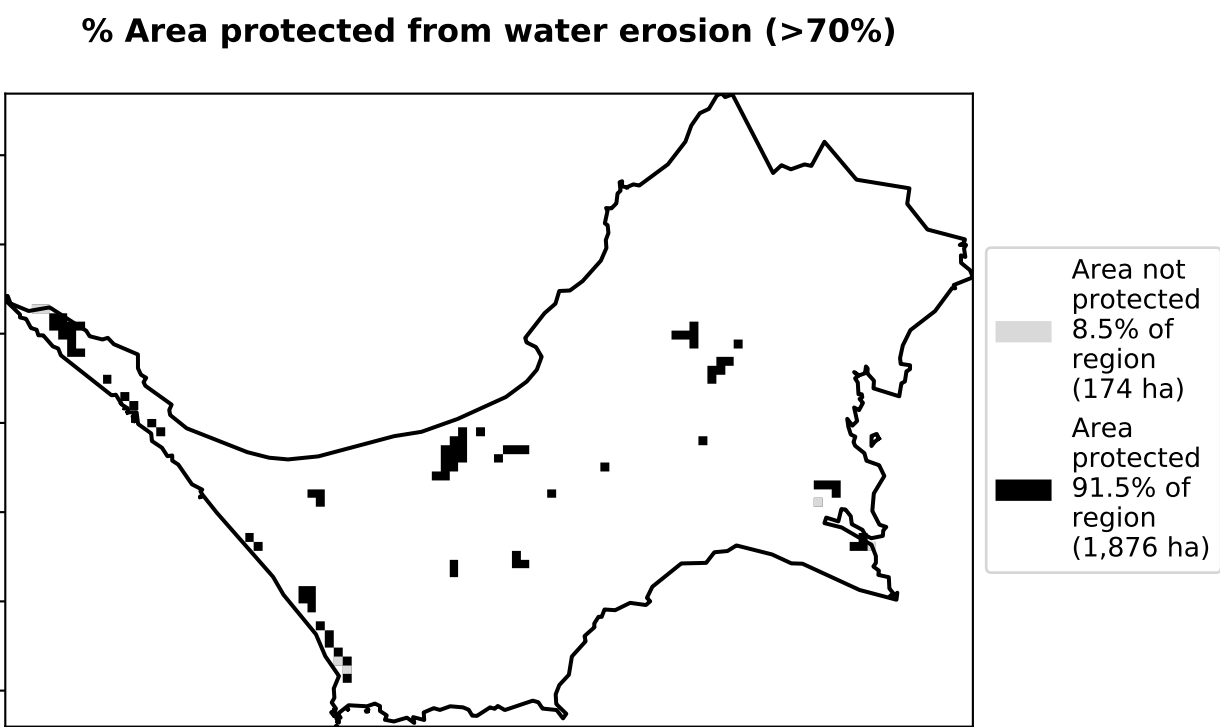 % Area protected from water erosion (>70%)
Area not
protected
8.5% of
region
(174 ha)
Area
protected
91.5% of
region
(1,876 ha)